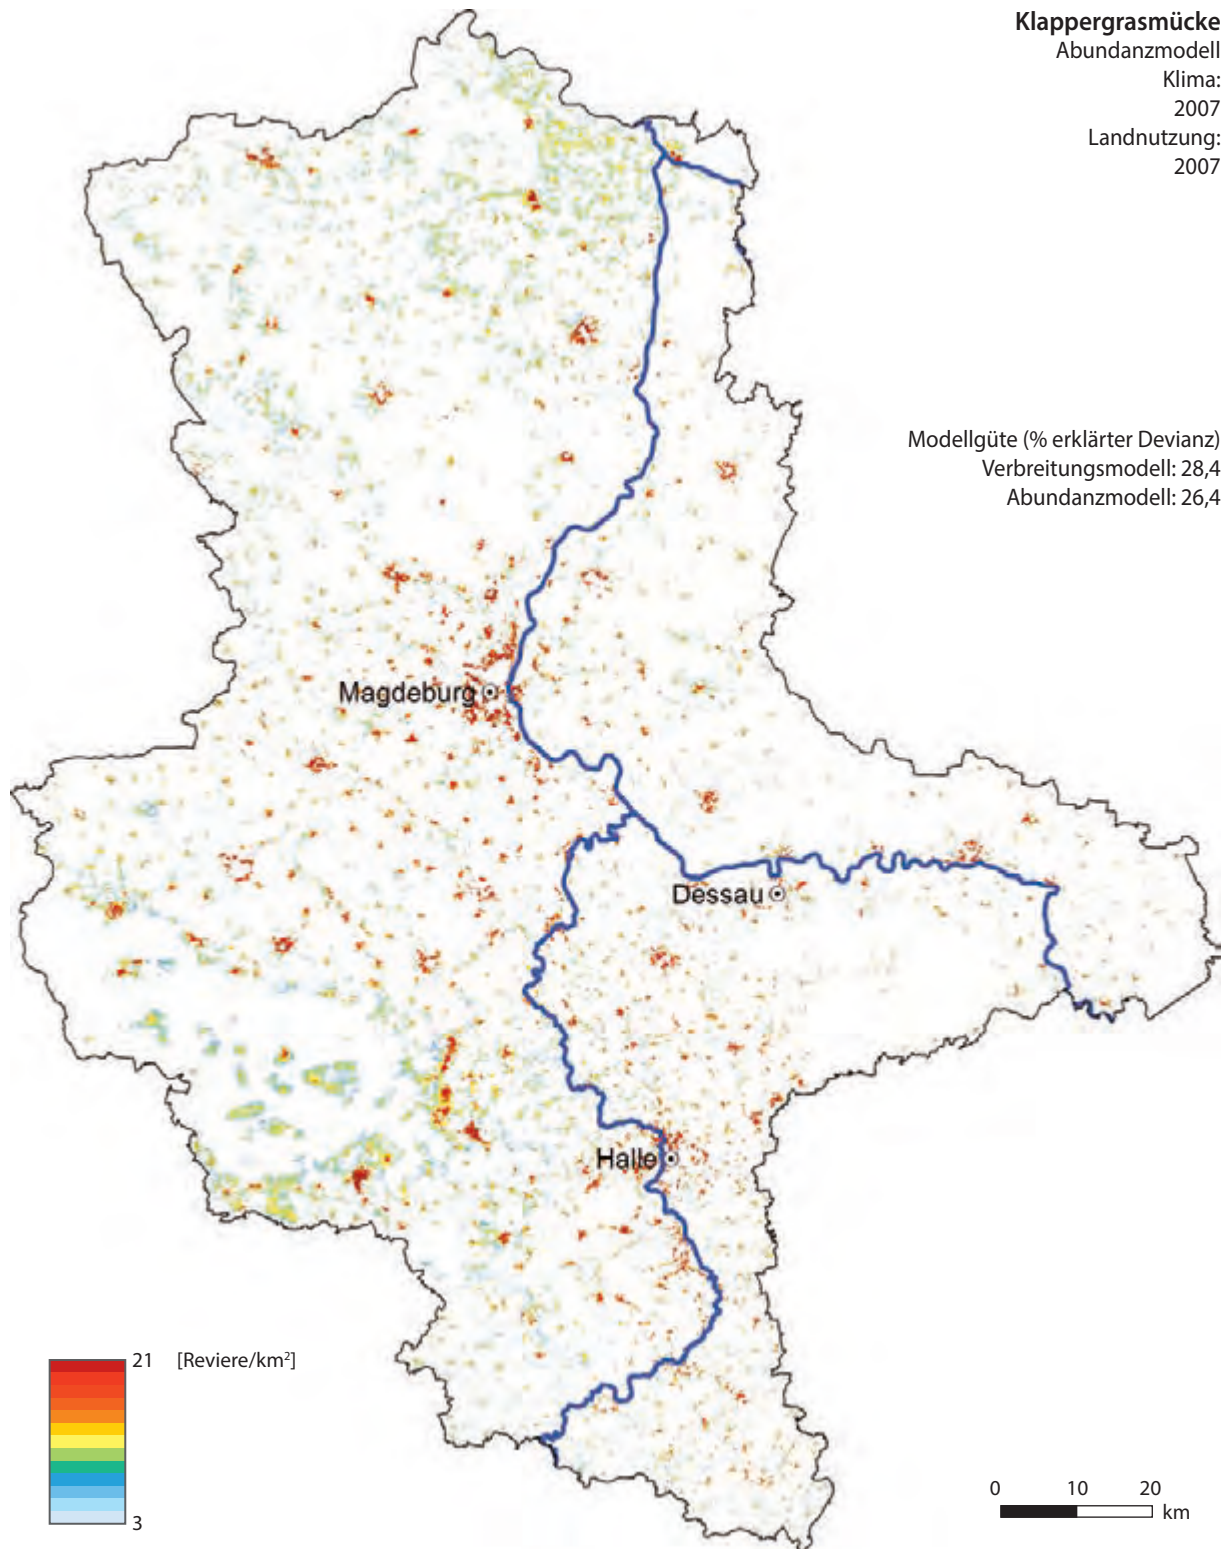 Klappergrasmücke
Abundanzmodell
Klima:
2007
Landnutzung:
2007
Modellgüte (% erklärter Devianz)
Verbreitungsmodell: 28,4
Abundanzmodell: 26,4
Magdeburg
Dessau
Halle
21 [Reviere/km²]
3
0 10 20
km